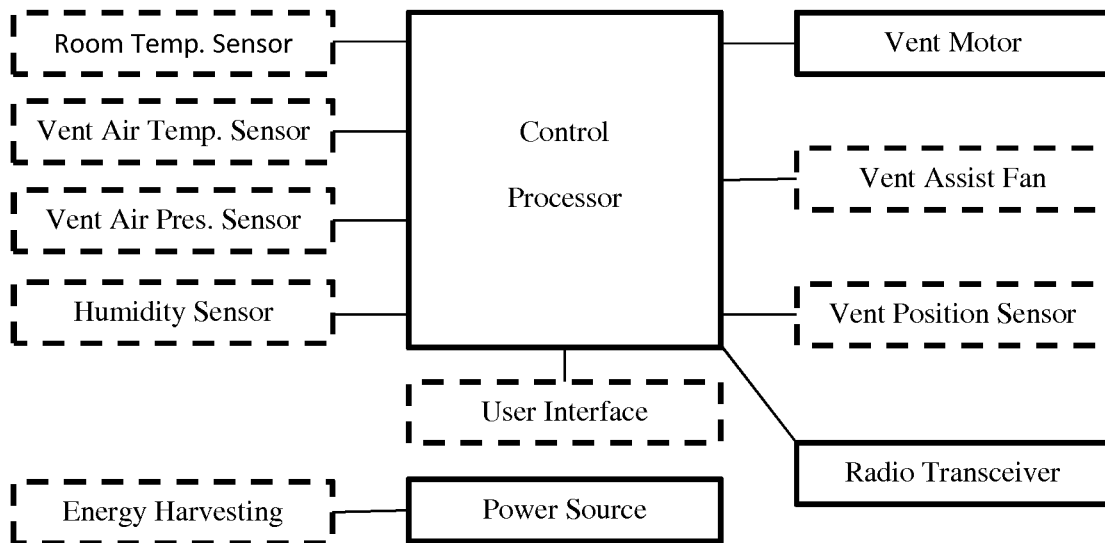 Room Temp. Sensor
Vent Air Temp. Sensor
Vent Air Pres. Sensor
Humidity Sensor
Control
Processor
Vent Motor
Vent Assist Fan
Vent Position Sensor
User Interface
Radio Transceiver
Energy Harvesting
Power Source